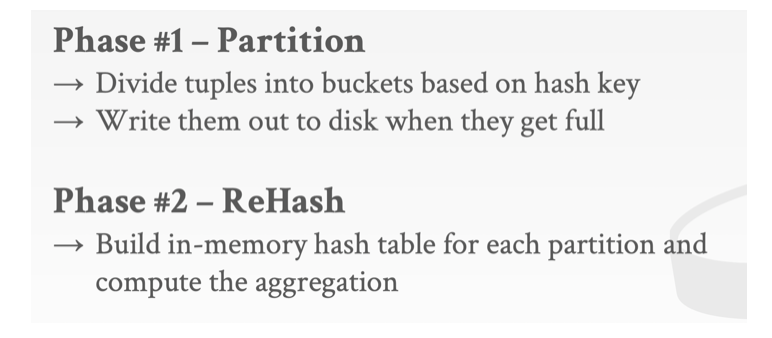 Phase #1 – Partition
→ Divide tuples into buckets based on hash key
→ Write them out to disk when they get full
Phase #2 – ReHash
→ Build in-memory hash table for each partition and
compute the aggregation